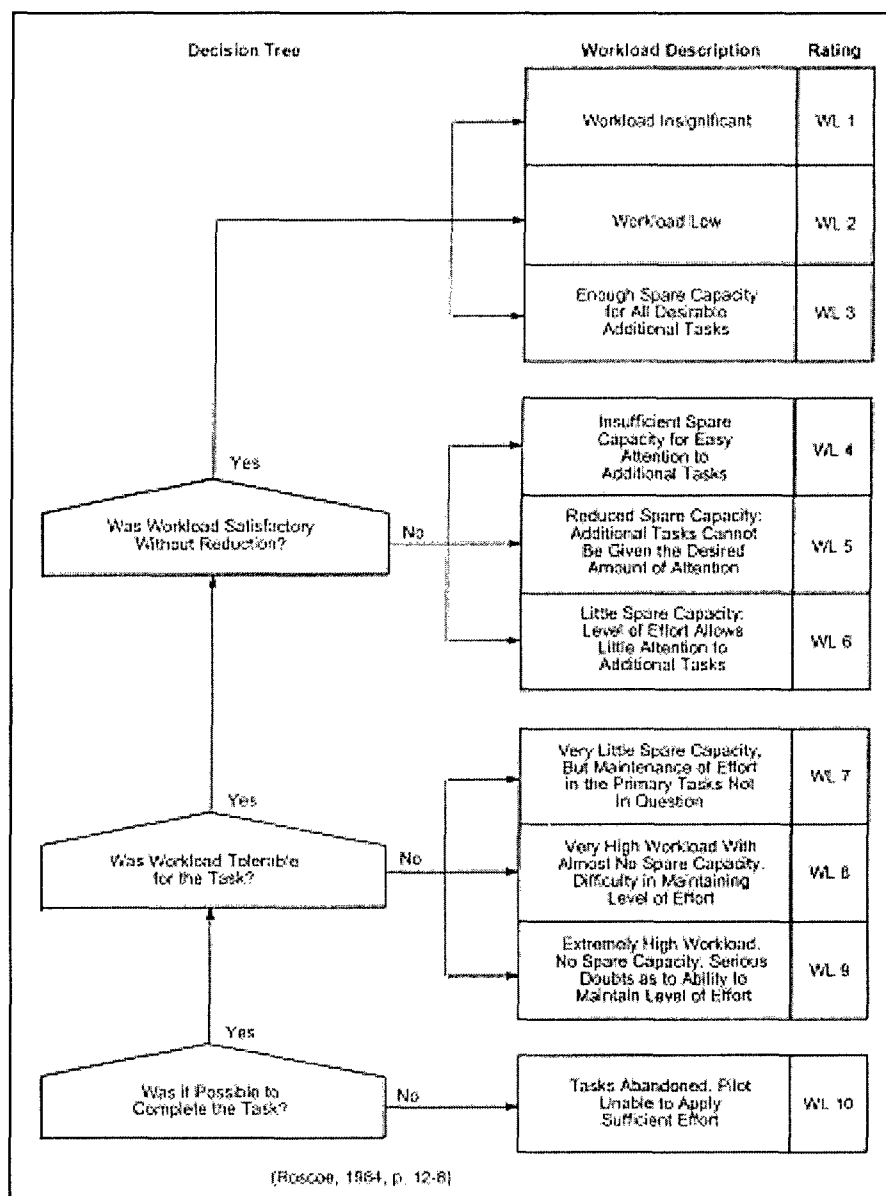 Decision Tree
Workload Description
Rating
Workload Insignificant
WL 1
Workload Low
WL 2
Enough Spare Capacity
for All Desirable
Additional Tasks
WL 3
Insufficient Spare
Capacity for Easy
Attention to
Additional Tasks
WL 4
Yes
Was Workload Satisfactory
Without Reduction?
No
Reduced Spare Capacity:
Additional Tasks Cannot
Be Given the Desired
Amount of Attention
WL 5
Little Spare Capacity:
Level of Effort Allows
Little Attention to
Additional Tasks
WL 6
Very Little Spare Capacity,
But Maintenance of Effort
in the Primary Tasks Not
In Question
WL 7
Yes
Was Workload Tolerable
for the Task?
No
Very High Workload With
Almost No Spare Capacity.
Difficulty in Maintaining
Level of Effort
WL 8
Extremely High Workload.
No Spare Capacity. Serious
Doubts as to Ability to
Maintain Level of Effort
WL 9
Yes
Was it Possible to
Complete the Task?
No
Tasks Abandoned. Pilot
Unable to Apply
Sufficient Effort
WL 10
(Roscoe, 1984, p. 12-8)